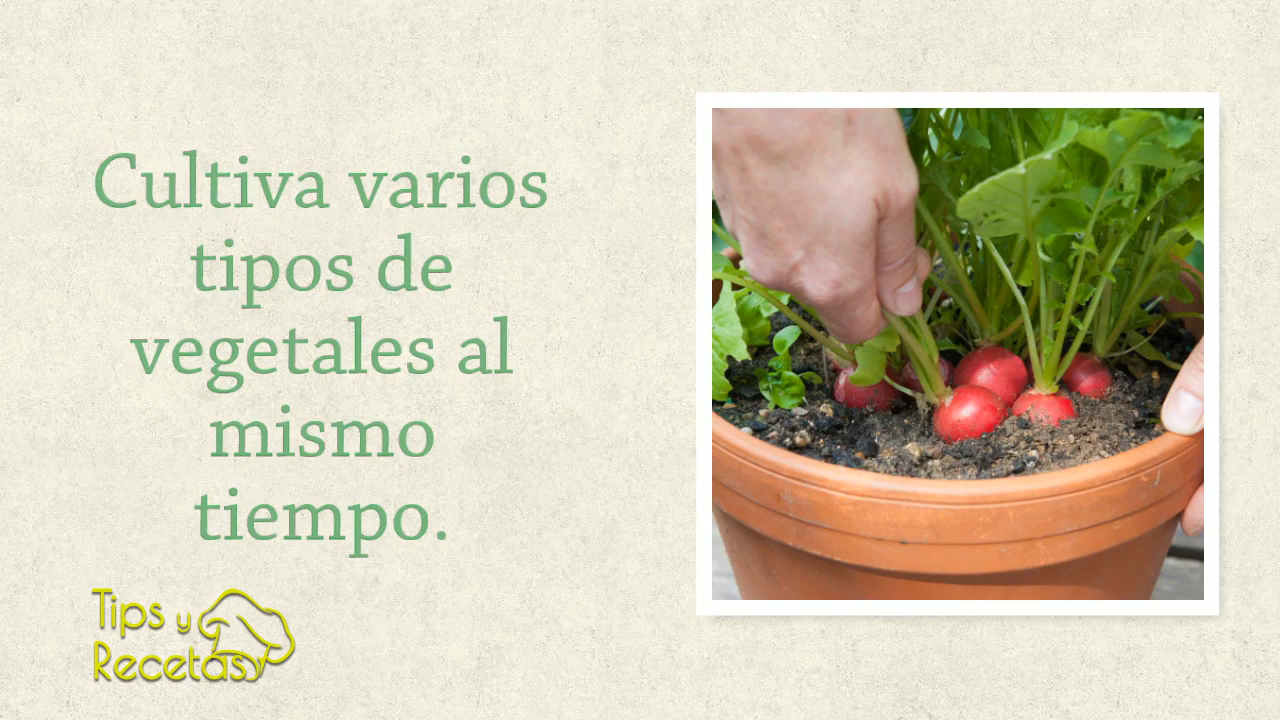 Cultiva varios
tipos de
vegetales al
mismo
tiempo.
Tips y
Recetas